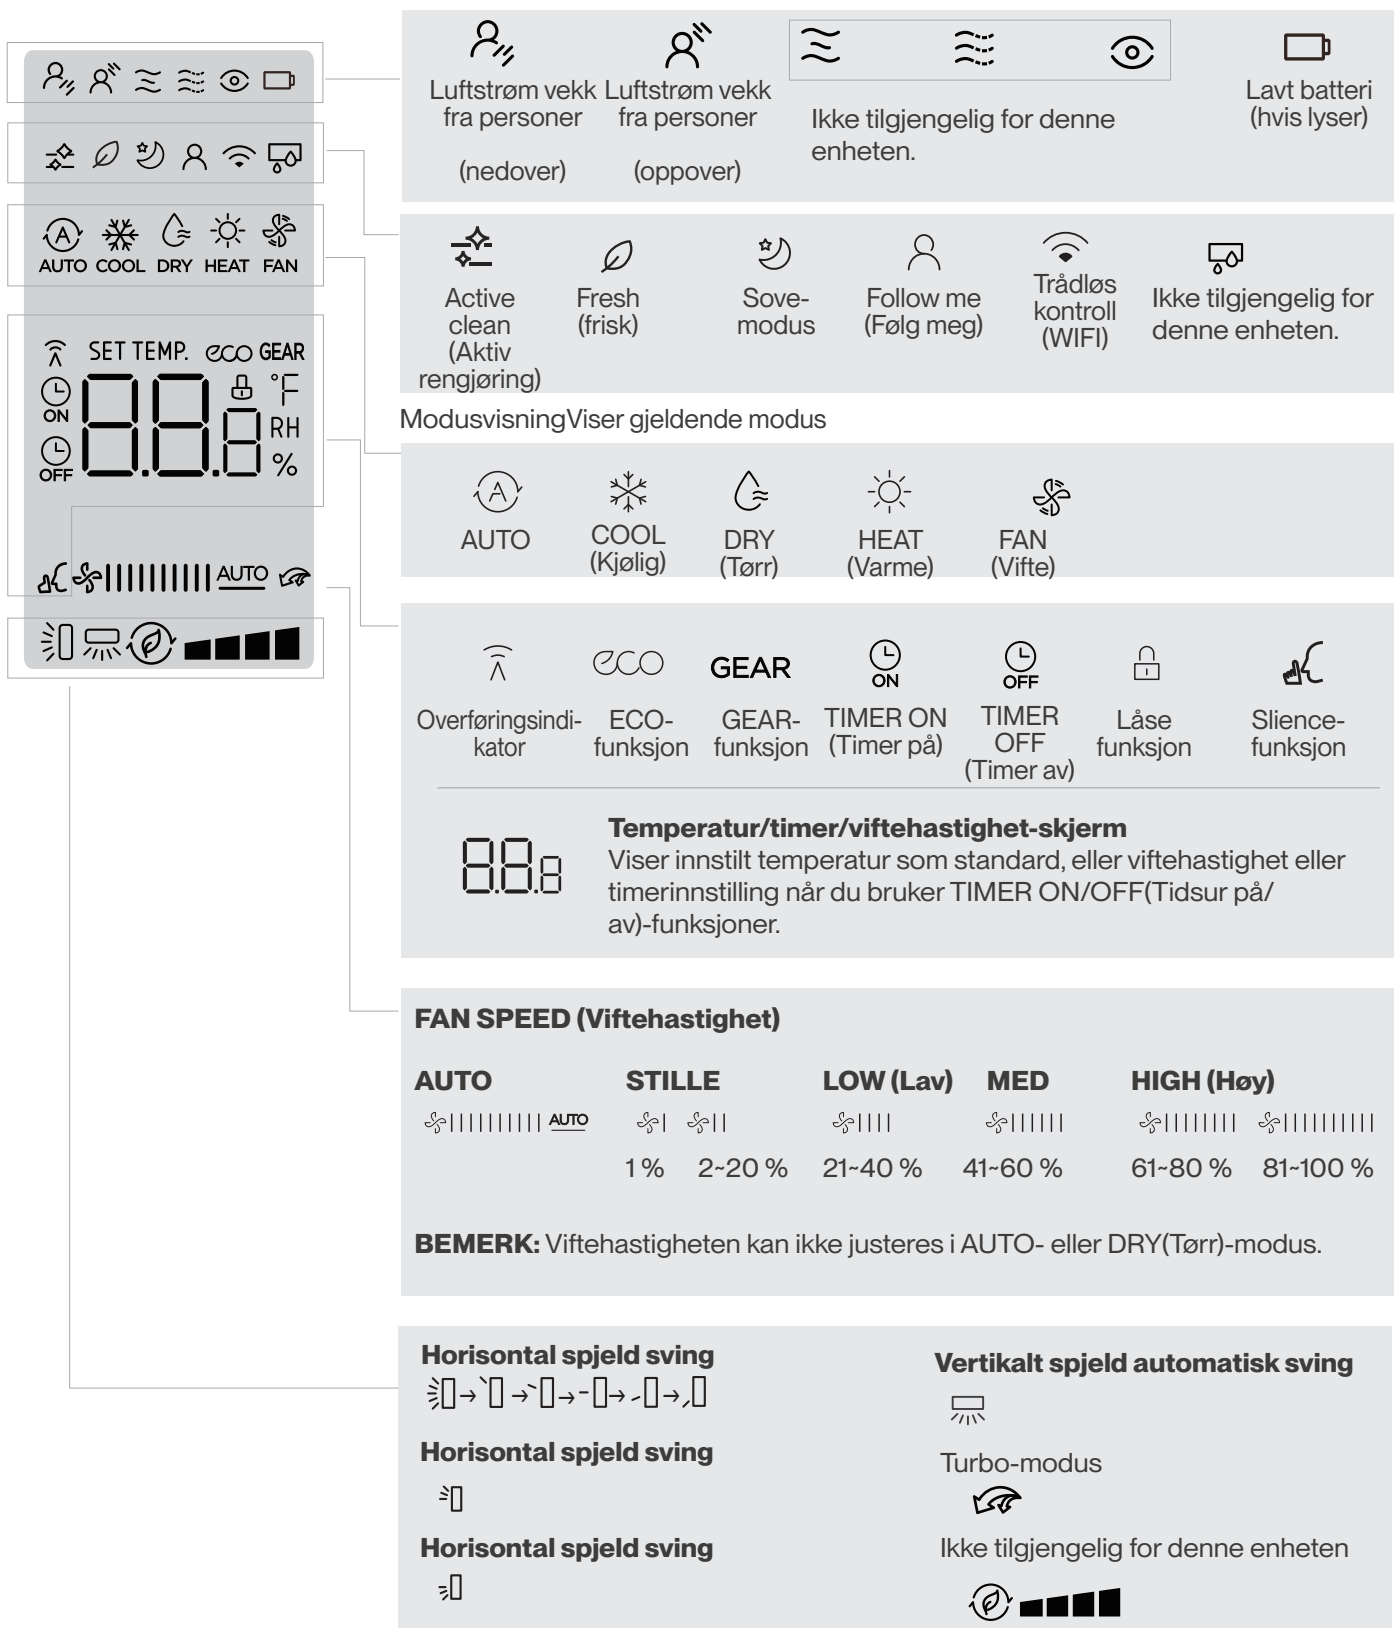 AUTO COOL DRY HEAT FAN
SET TEMP. eco GEAR
ON
°F
RH
OFF
%
AUTO
Luftstrøm vekk
fra personer
(nedover)
Luftstrøm vekk
fra personer
(oppover)
Ikke tilgjengelig for denne
enheten.
Lavt batteri
(hvis lyser)
Active
clean
(Aktiv
rengjøring)
Fresh
(frisk)
Sove-
modus
Follow me
(Følg meg)
Trådløs
kontroll
(WIFI)
Ikke tilgjengelig for
denne enheten.
ModusvisningViser gjeldende modus
AUTO
COOL
(Kjølig)
DRY
(Tørr)
HEAT
(Varme)
FAN
(Vifte)
eco
GEAR
ON
OFF
Overføringsindi-
kator
ECO-
funksjon
GEAR-
funksjon
TIMER ON
(Timer på)
TIMER
OFF
(Timer av)
Låse
funksjon
Slience-
funksjon
88.8
Temperatur/timer/viftehastighet-skjerm
Viser innstilt temperatur som standard, eller viftehastighet eller
timerinnstilling når du bruker TIMER ON/OFF(Tidsur på/
av)-funksjoner.
FAN SPEED (Viftehastighet)
AUTO STILLE LOW (Lav) MED HIGH (Høy)
AUTO
1 % 2~20 % 21~40 % 41~60 % 61~80 % 81~100 %
BEMERK: Viftehastigheten kan ikke justeres i AUTO- eller DRY(Tørr)-modus.
Horisontal spjeld sving
Horisontal spjeld sving
Horisontal spjeld sving
Vertikalt spjeld automatisk sving
Turbo-modus
Ikke tilgjengelig for denne enheten